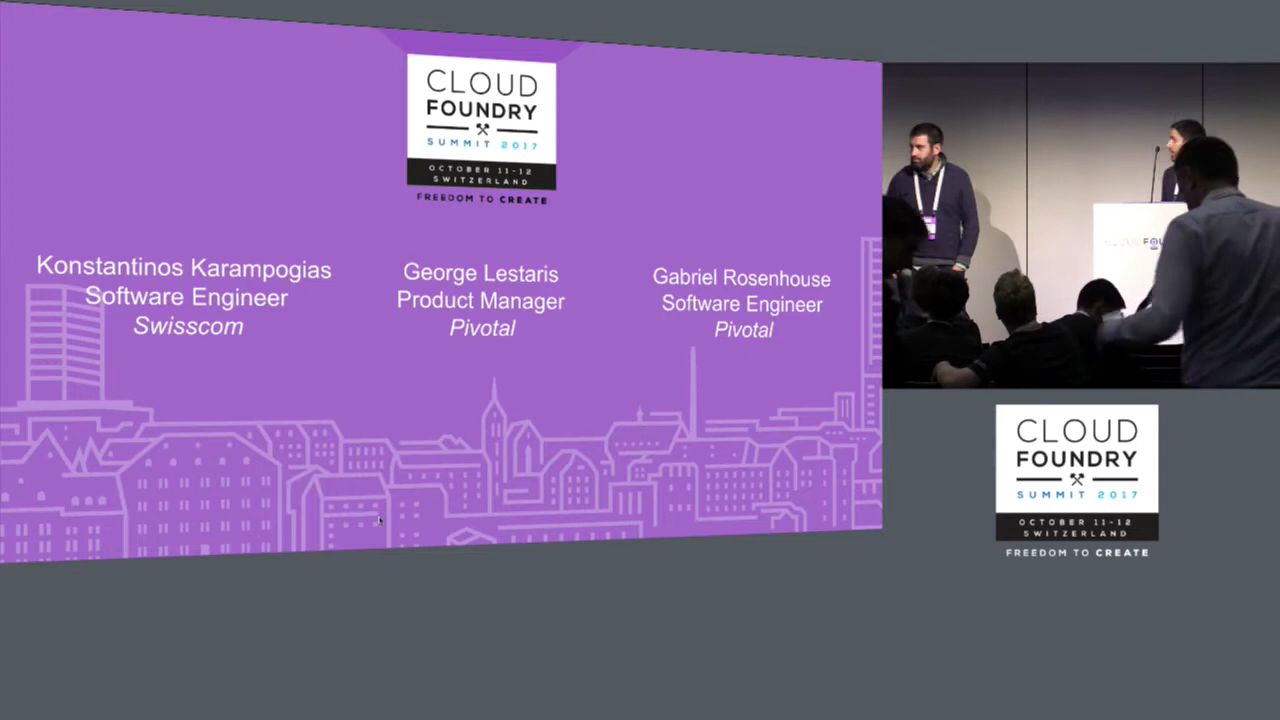 CLOUD
FOUNDRY
SUMMIT 2017
OCTOBER 11-12
SWITZERLAND
FREEDOM TO CREATE
Konstantinos Karampogias
Software Engineer
Swisscom
George Lestaris
Product Manager
Pivotal
Gabriel Rosenhouse
Software Engineer
Pivotal
CLOUD
CLOUD
FOUNDRY
SUMMIT 2017
OCTOBER 11-12
SWITZERLAND
FREEDOM TO CREATE